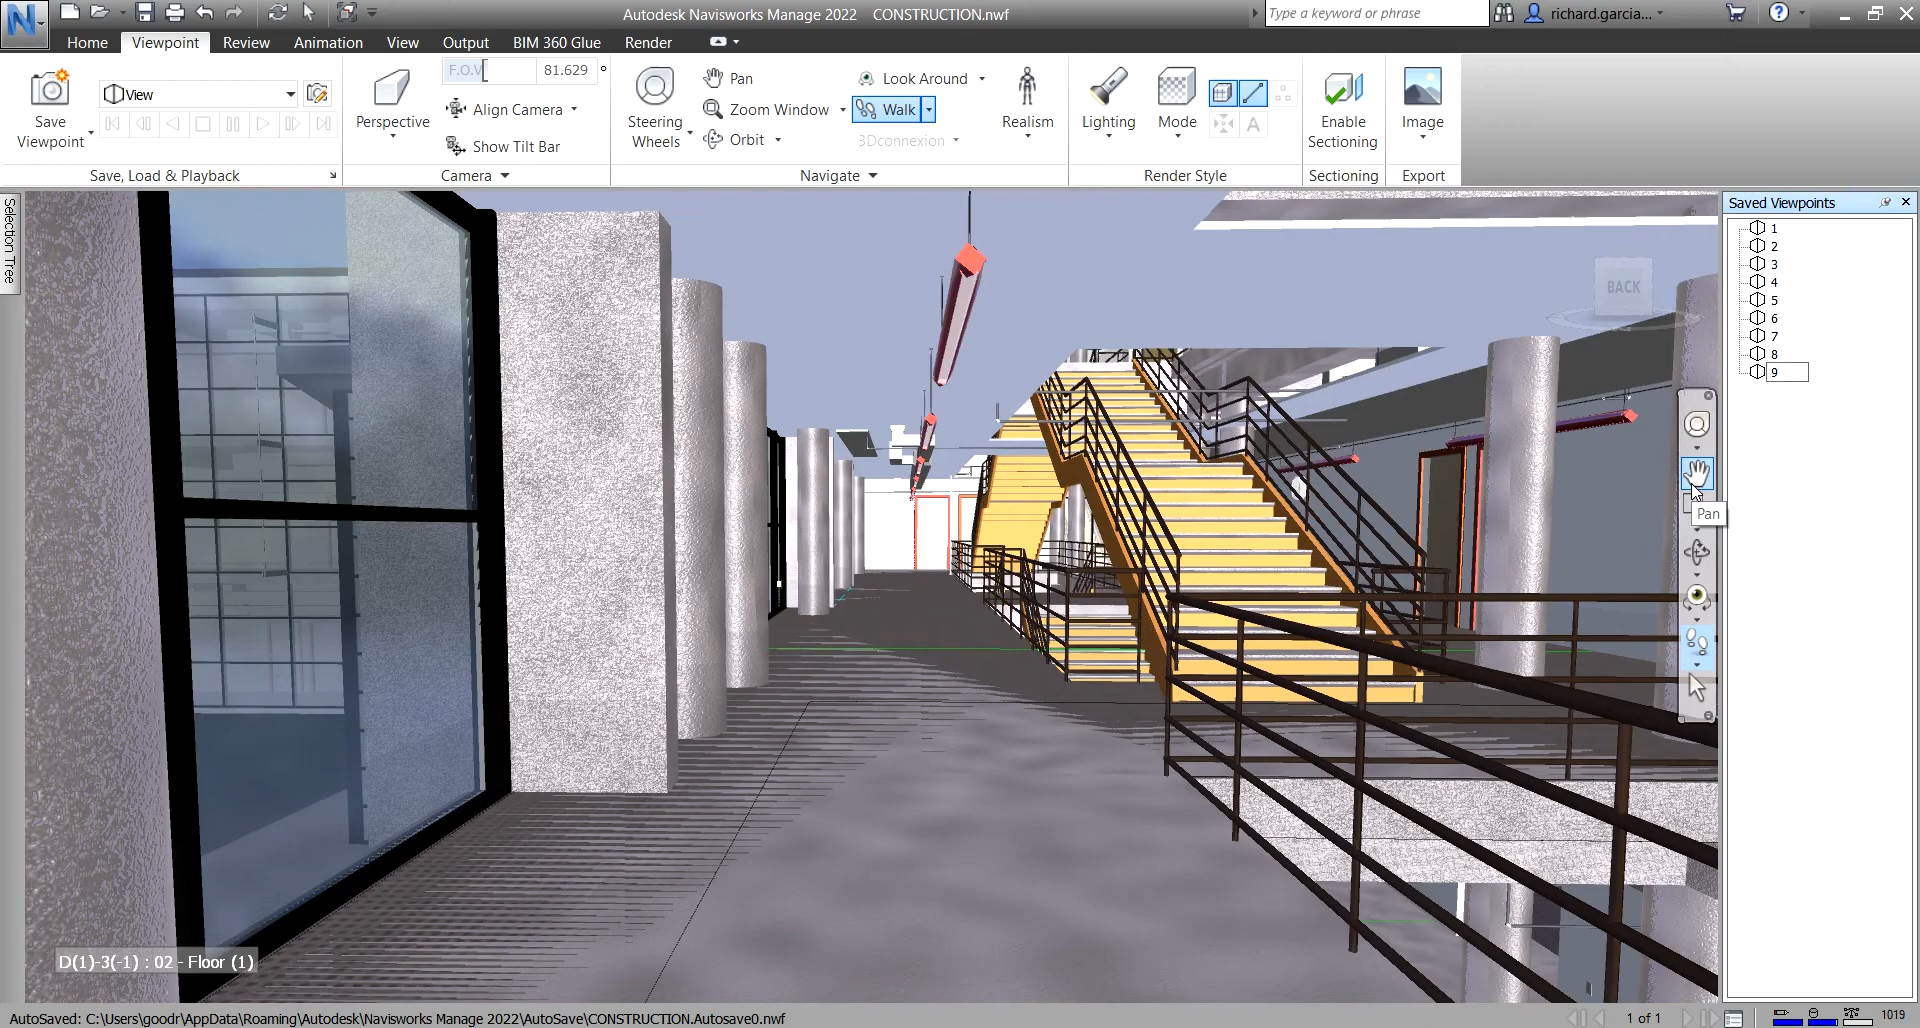 Autodesk Navisworks Manage 2022 CONSTRUCTION.nwf
Type a keyword or phrase
richard.garcia...
Home Viewpoint Review Animation View Output BIM 360 Glue Render
Save Viewpoint
View
Save, Load & Playback
Perspective
F.O.V
81.629 °
Align Camera
Show Tilt Bar
Camera
Steering Wheels
Pan
Zoom Window
Orbit
Look Around
Walk
3Dconnexion
Realism
Navigate
Lighting
Mode
A
Render Style
Enable Sectioning
Sectioning
Image
Export
Selection Tree
BACK
Pan
Saved Viewpoints
1
2
3
4
5
6
7
8
9
D(1)-3(-1) : 02 - Floor (1)
AutoSaved: C:\Users\goodr\AppData\Roaming\Autodesk\Navisworks Manage 2022\AutoSave\CONSTRUCTION.Autosave0.nwf
1 of 1
1019